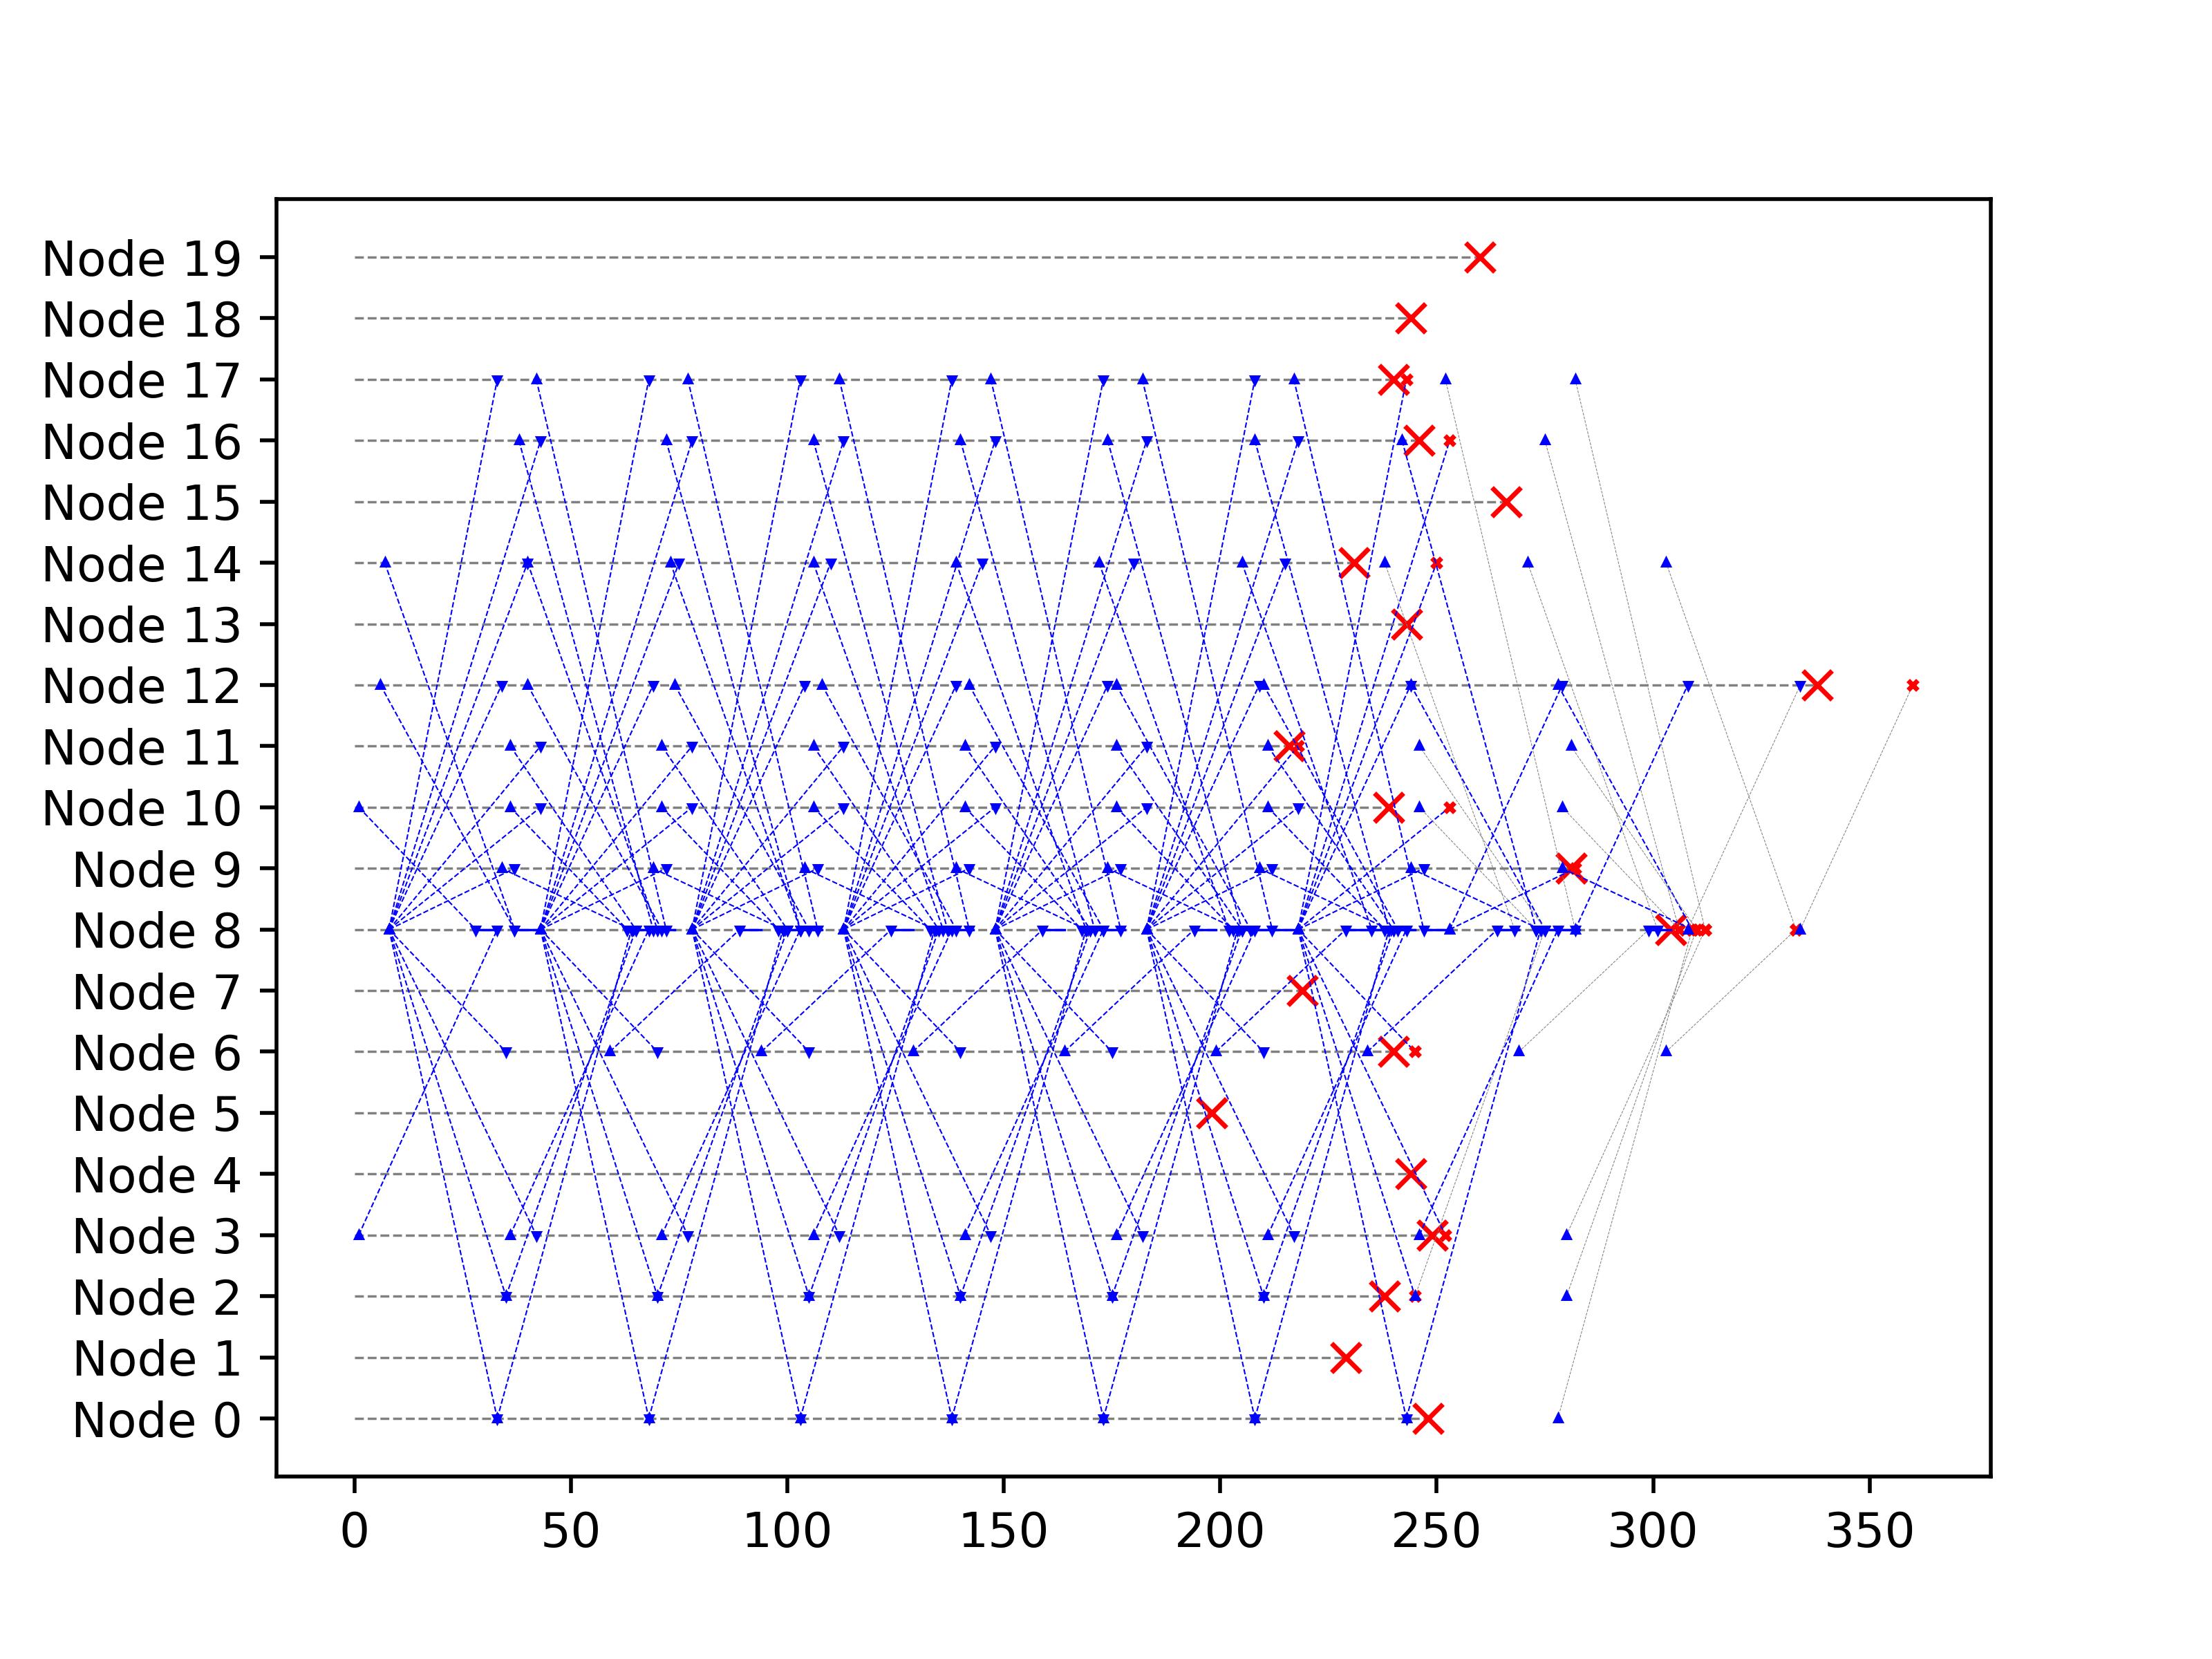 Node 19
Node 18
Node 17
Node 16
Node 15
Node 14
Node 13
Node 12
Node 11
Node 10
Node 9
Node 8
Node 7
Node 6
Node 5
Node 4
Node 3
Node 2
Node 1
Node 0
0 50 100 150 200 250 300 350